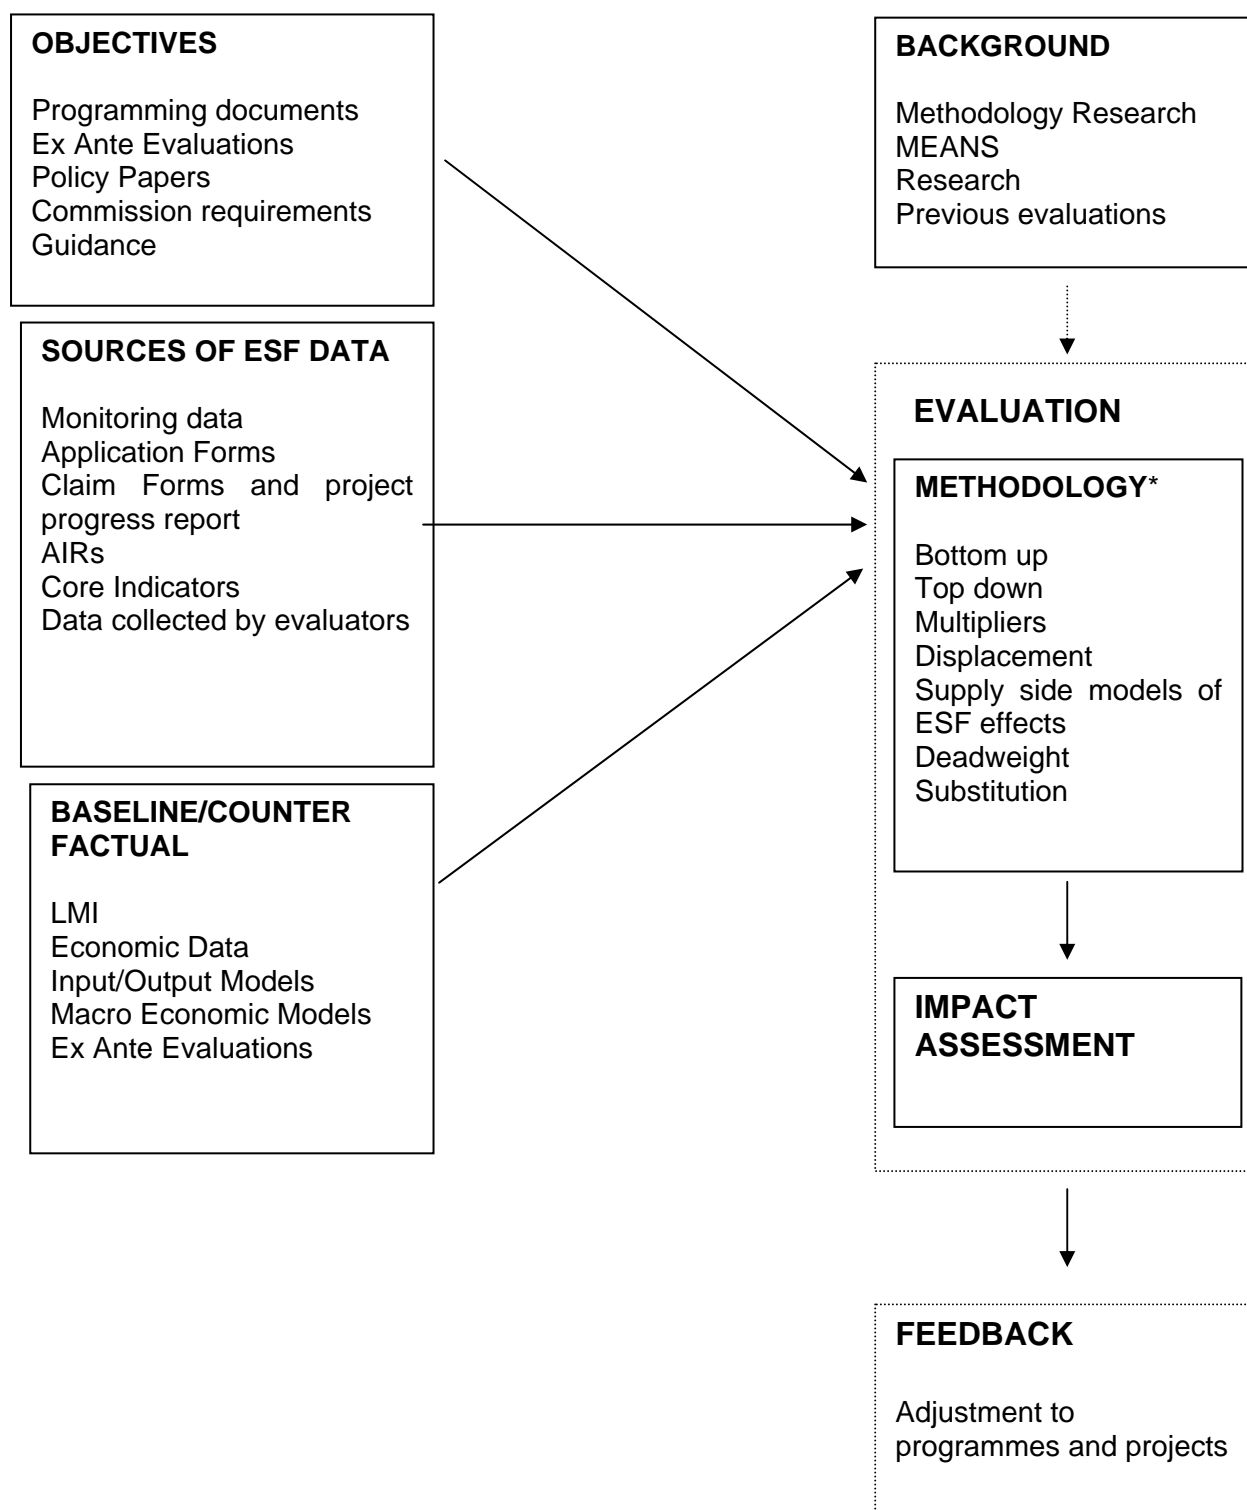 OBJECTIVES
Programming documents
Ex Ante Evaluations
Policy Papers
Commission requirements
Guidance
SOURCES OF ESF DATA
Monitoring data
Application Forms
Claim Forms and project
progress report
AIRs
Core Indicators
Data collected by evaluators
BASELINE/COUNTER
FACTUAL
LMI
Economic Data
Input/Output Models
Macro Economic Models
Ex Ante Evaluations
BACKGROUND
Methodology Research
MEANS
Research
Previous evaluations
EVALUATION
METHODOLOGY*
Bottom up
Top down
Multipliers
Displacement
Supply side models of
ESF effects
Deadweight
Substitution
IMPACT
ASSESSMENT
FEEDBACK
Adjustment to
programmes and projects